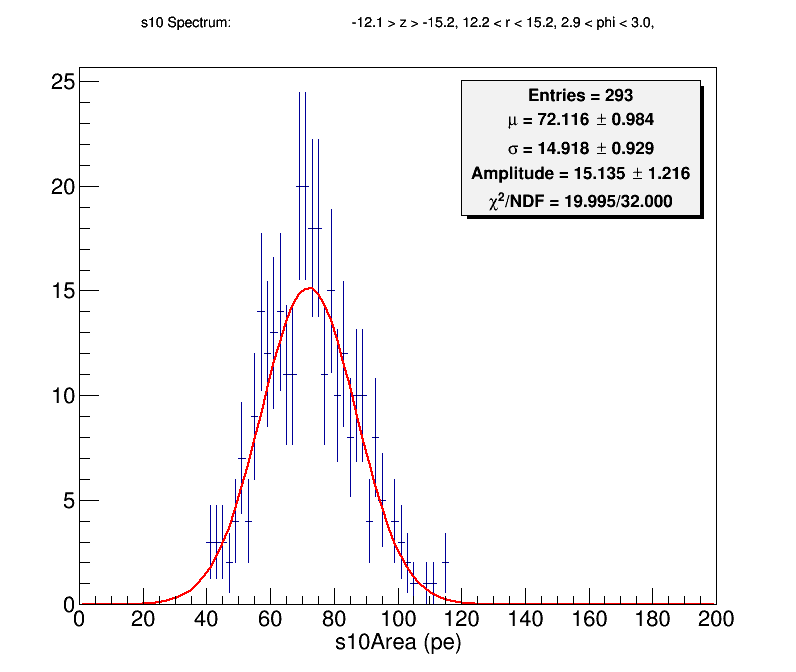 s10 Spectrum: -12.1 > z > -15.2, 12.2 < r < 15.2, 2.9 < phi < 3.0,
Entries = 293
μ = 72.116 ± 0.984
σ = 14.918 ± 0.929
Amplitude = 15.135 ± 1.216
χ²/NDF = 19.995/32.000
25
20
15
10
5
0
0 20 40 60 80 100 120 140 160 180 200
s10Area (pe)